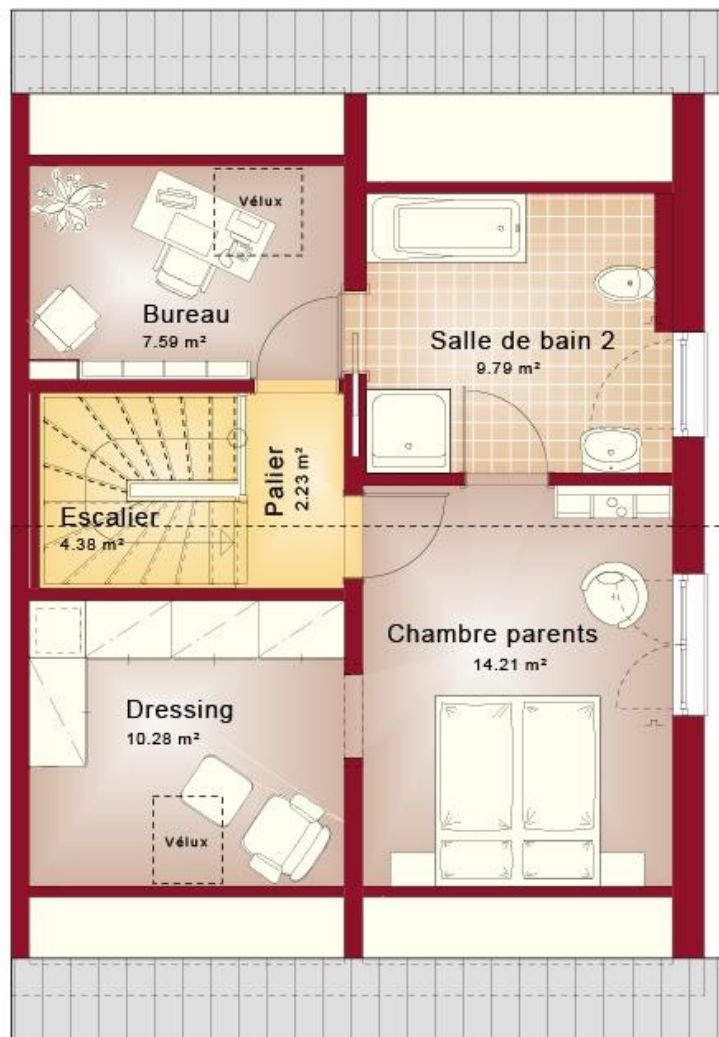 Vélux
Bureau
7.59 m²
Salle de bain 2
9.79 m²
Palier
2.23 m²
Escalier
4.38 m²
Chambre parents
14.21 m²
Dressing
10.28 m²
Vélux